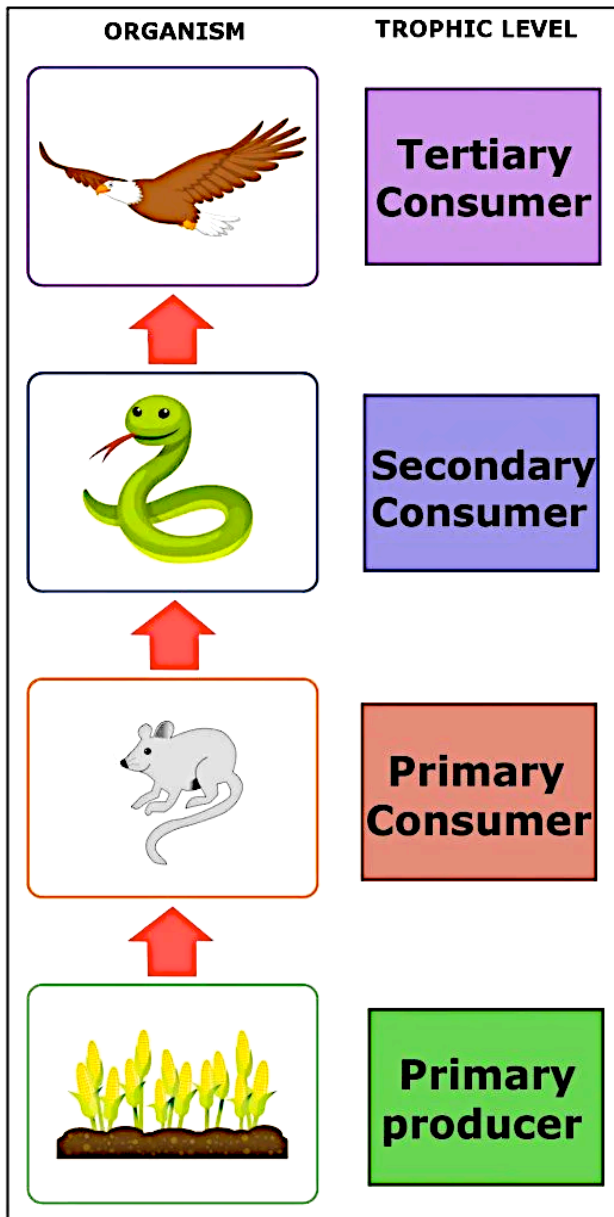 ORGANISM
TROPHIC LEVEL
Tertiary
Consumer
Secondary
Consumer
Primary
Consumer
Primary
producer